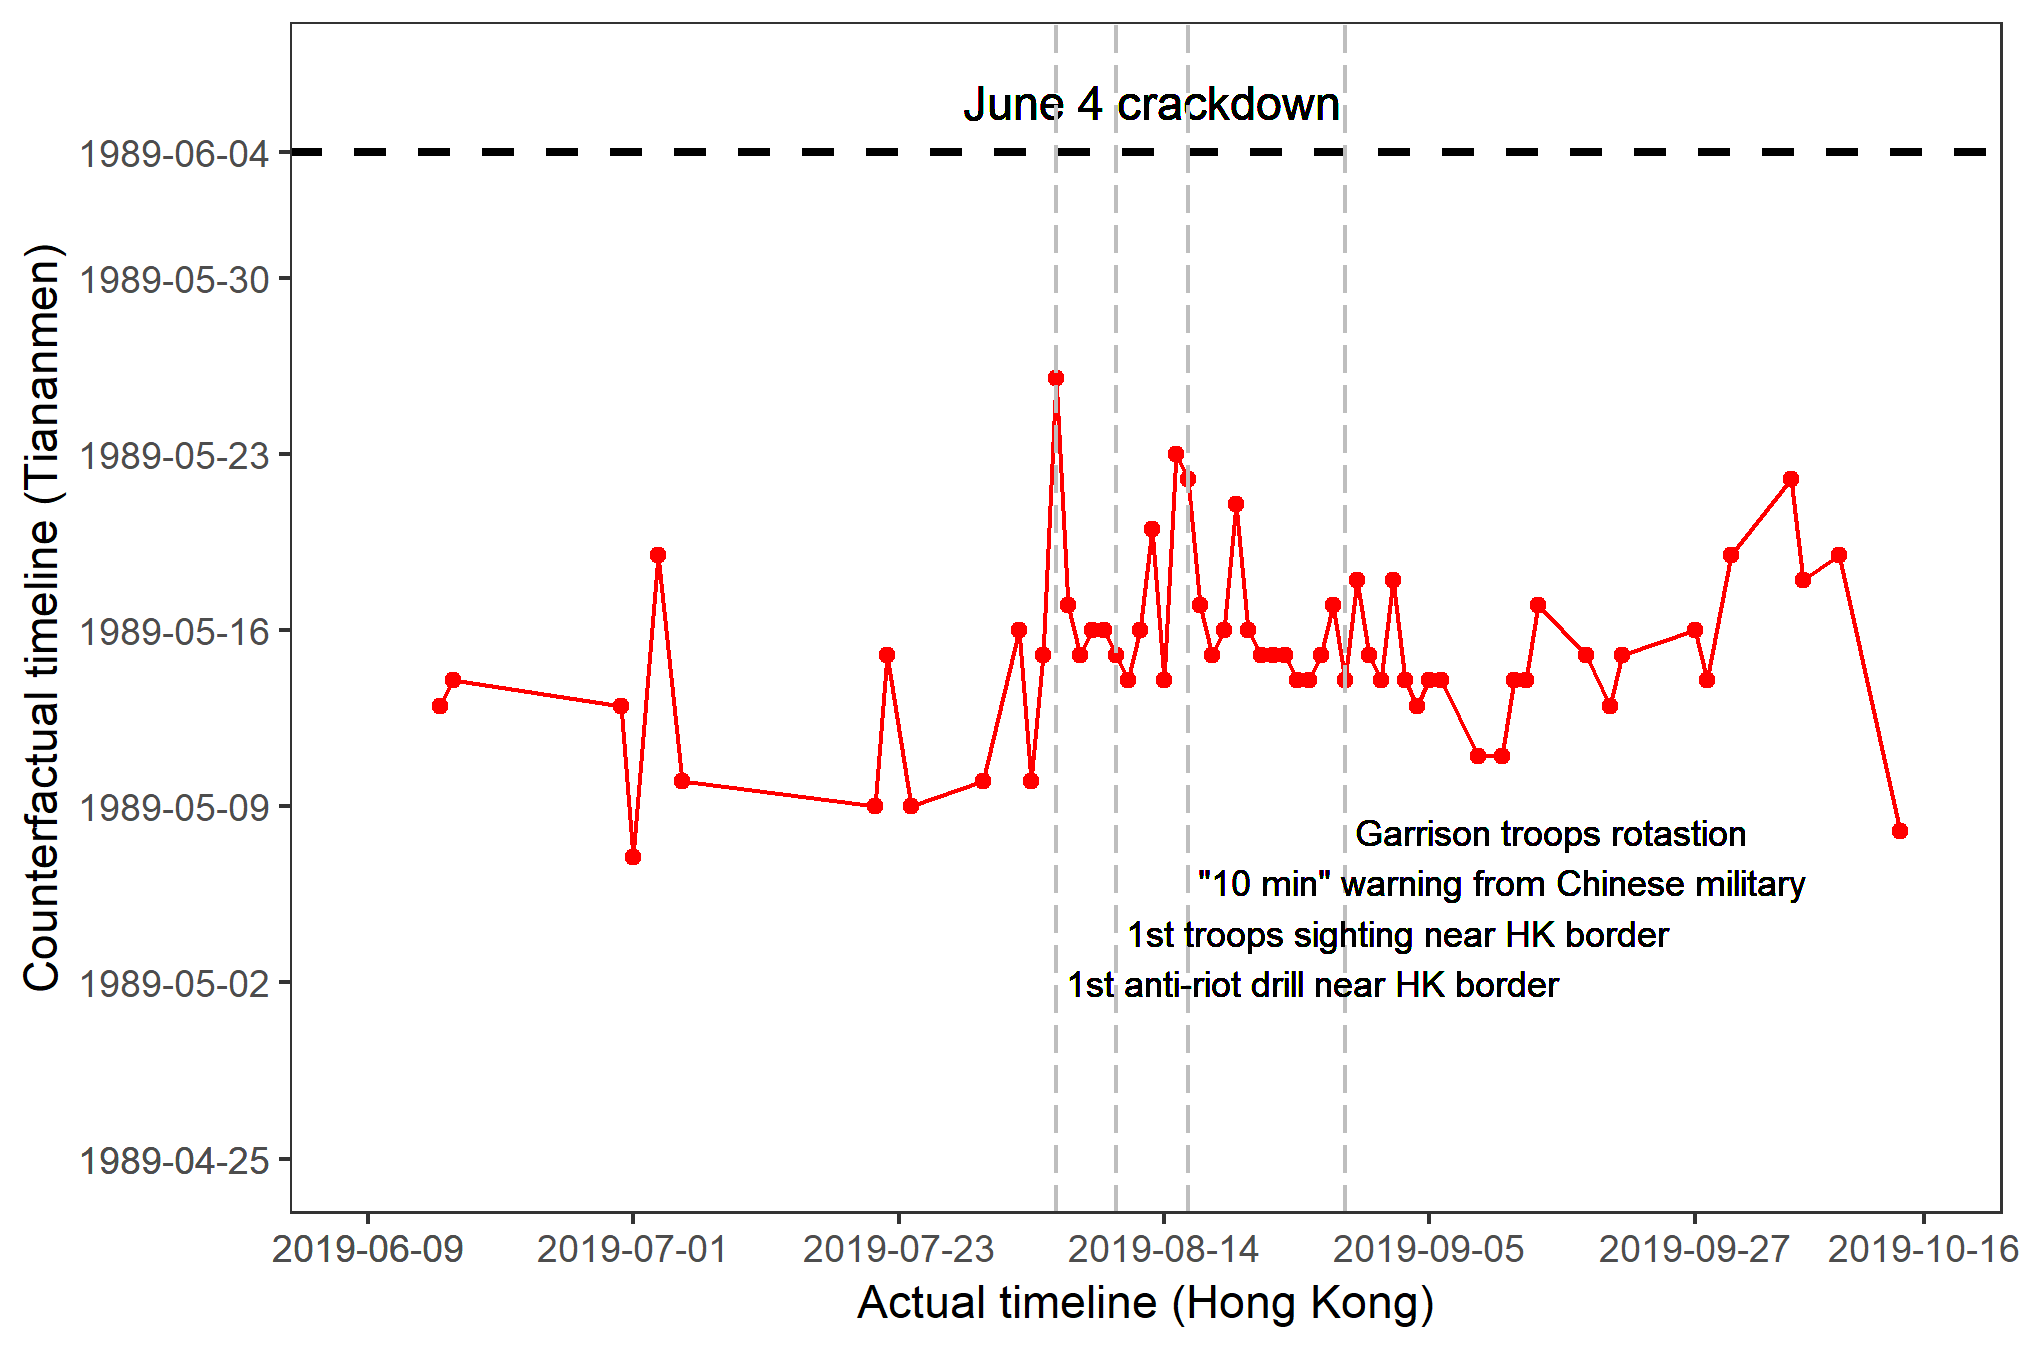 June 4 crackdown
1989-06-04
1989-05-30
1989-05-23
1989-05-16
1989-05-09
1989-05-02
1989-04-25
Counterfactual timeline (Tiananmen)
Garrison troops rotastion
"10 min" warning from Chinese military
1st troops sighting near HK border
1st anti-riot drill near HK border
2019-06-09
2019-07-01
2019-07-23
2019-08-14
2019-09-05
2019-09-27
2019-10-16
Actual timeline (Hong Kong)